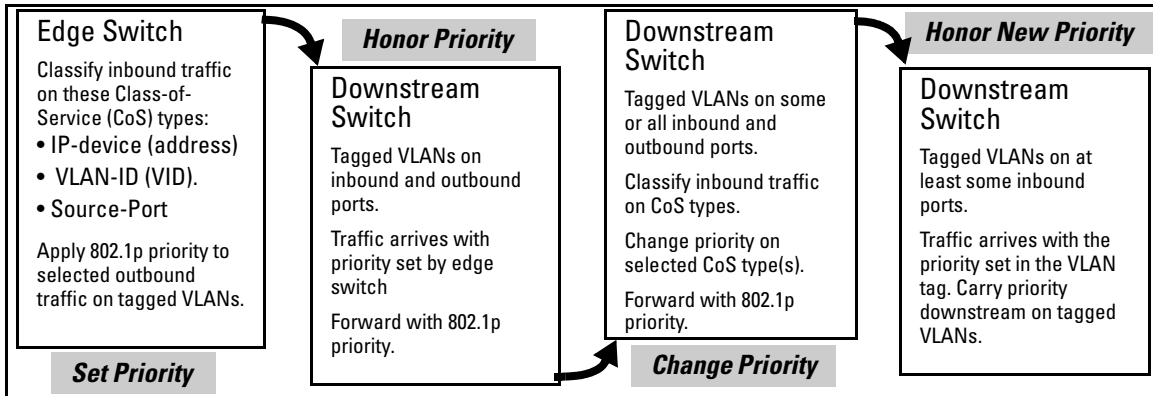 Edge Switch
Classify inbound traffic
on these Class-of-
Service (CoS) types:
• IP-device (address)
• VLAN-ID (VID).
• Source-Port
Apply 802.1p priority to
selected outbound
traffic on tagged VLANs.
Set Priority
Honor Priority
Downstream
Switch
Tagged VLANs on
inbound and outbound
ports.
Traffic arrives with
priority set by edge
switch
Forward with 802.1p
priority.
Downstream
Switch
Tagged VLANs on some
or all inbound and
outbound ports.
Classify inbound traffic
on CoS types.
Change priority on
selected CoS type(s).
Forward with 802.1p
priority.
Change Priority
Honor New Priority
Downstream
Switch
Tagged VLANs on at
least some inbound
ports.
Traffic arrives with the
priority set in the VLAN
tag. Carry priority
downstream on tagged
VLANs.